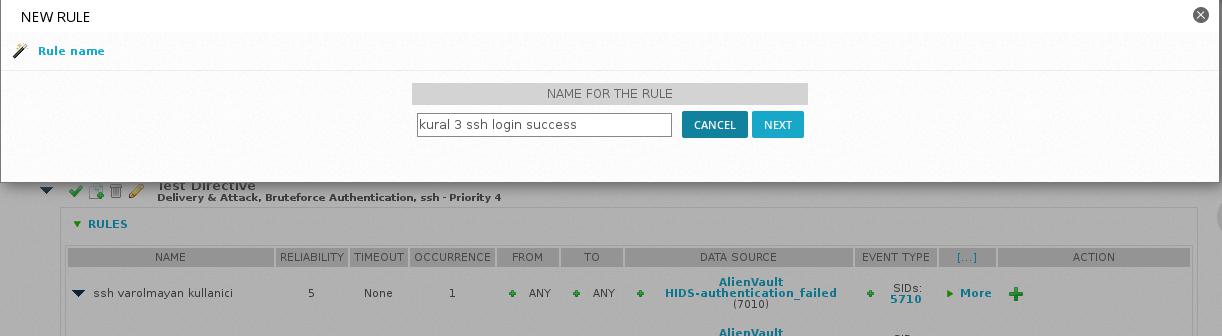 NEW RULE
Rule name
NAME FOR THE RULE
kural 3 ssh login success
CANCEL NEXT
Test Directive
Delivery & Attack, Bruteforce Authentication, ssh - Priority 4
RULES
NAME RELIABILITY TIMEOUT OCCURRENCE FROM TO DATA SOURCE EVENT TYPE [...] ACTION
ssh varolmayan kullanici 5 None 1 ANY ANY AlienVault HIDS-authentication_failed (7010) SIDs: 5710 More
AlienVault